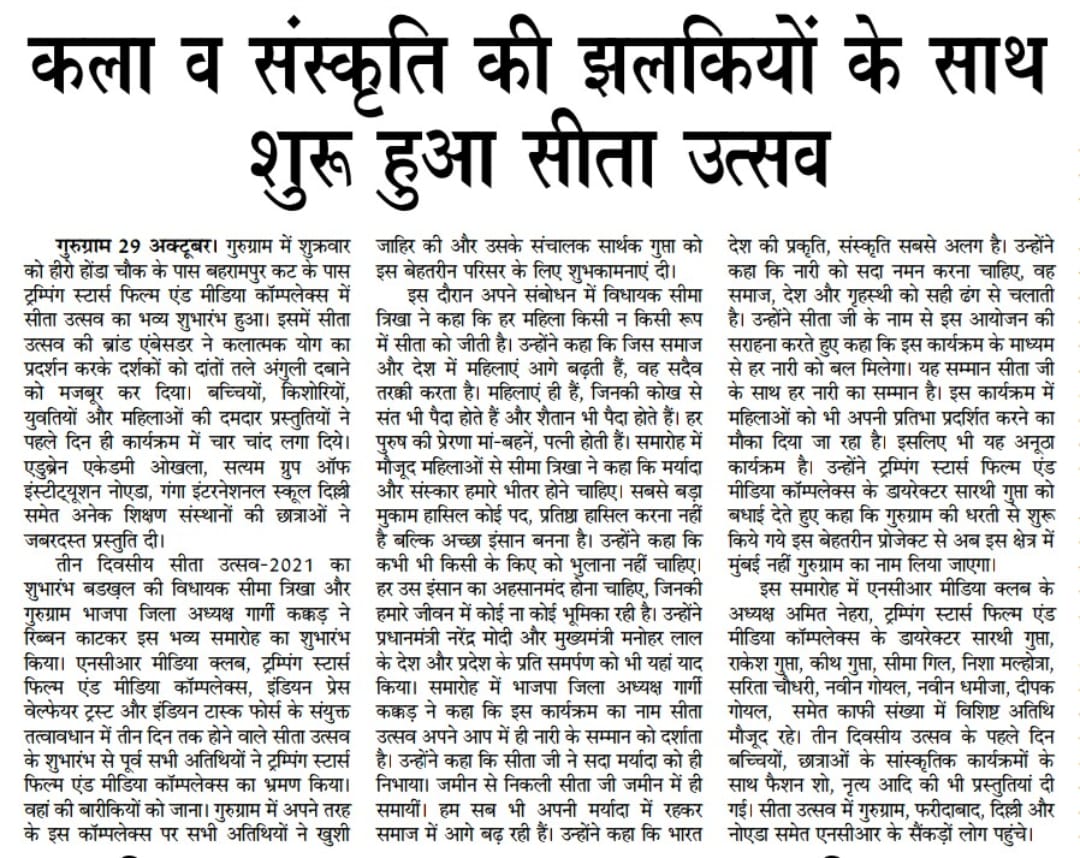 कला व संस्कृति की झलकियों के साथ
शुरू हुआ सीता उत्सव
गुरुग्राम 29 अक्टूबर। गुरुग्राम में शुक्रवार
को हीरो होंडा चौक के पास बहरामपुर कट के पास
ट्रम्पिंग स्टार्स फिल्म एंड मीडिया कॉम्पलेक्स में
सीता उत्सव का भव्य शुभारंभ हुआ। इसमें सीता
उत्सव की ब्रांड एंबेसडर ने कलात्मक योग का
प्रदर्शन करके दर्शकों को दांतों तले अंगुली दबाने
को मजबूर कर दिया। बच्चियों, किशोरियों,
युवतियों और महिलाओं की दमदार प्रस्तुतियों ने
पहले दिन ही कार्यक्रम में चार चांद लगा दिये।
एडुब्रेन एकेडमी ओखला, सत्यम ग्रुप ऑफ
इंस्टीट्यूशन नोएडा, गंगा इंटरनेशनल स्कूल दिल्ली
समेत अनेक शिक्षण संस्थानों की छात्राओं ने
जबरदस्त प्रस्तुति दी।
तीन दिवसीय सीता उत्सव-2021 का
शुभारंभ बडख़ल की विधायक सीमा त्रिखा और
गुरुग्राम भाजपा जिला अध्यक्ष गार्गी कक्कड़ ने
रिब्बन काटकर इस भव्य समारोह का शुभारंभ
किया। एनसीआर मीडिया क्लब, ट्रम्पिंग स्टार्स
फिल्म एंड मीडिया कॉम्पलेक्स, इंडियन प्रेस
वेल्फेयर ट्रस्ट और इंडियन टास्क फोर्स के संयुक्त
तत्वावधान में तीन दिन तक होने वाले सीता उत्सव
के शुभारंभ से पूर्व सभी अतिथियों ने ट्रम्पिंग स्टार्स
फिल्म एंड मीडिया कॉम्पलेक्स का भ्रमण किया।
वहां की बारीकियों को जाना। गुरुग्राम में अपने तरह
के इस कॉम्पलेक्स पर सभी अतिथियों ने खुशी
जाहिर की और उसके संचालक सार्थक गुप्ता को
इस बेहतरीन परिसर के लिए शुभकामनाएं दी।
इस दौरान अपने संबोधन में विधायक सीमा
त्रिखा ने कहा कि हर महिला किसी न किसी रूप
में सीता को जीती है। उन्होंने कहा कि जिस समाज
और देश में महिलाएं आगे बढ़ती हैं, वह सदैव
तरक्की करता है। महिलाएं ही हैं, जिनकी कोख से
संत भी पैदा होते हैं और शैतान भी पैदा होते हैं। हर
पुरुष की प्रेरणा मां-बहनें, पत्नी होती हैं। समारोह में
मौजूद महिलाओं से सीमा त्रिखा ने कहा कि मर्यादा
और संस्कार हमारे भीतर होने चाहिए। सबसे बड़ा
मुकाम हासिल कोई पद, प्रतिष्ठा हासिल करना नहीं
है बल्कि अच्छा इंसान बनना है। उन्होंने कहा कि
कभी भी किसी के किए को भुलाना नहीं चाहिए।
हर उस इंसान का अहसानमंद होना चाहिए, जिनकी
हमारे जीवन में कोई ना कोई भूमिका रही है। उन्होंने
प्रधानमंत्री नरेंद्र मोदी और मुख्यमंत्री मनोहर लाल
के देश और प्रदेश के प्रति समर्पण को भी यहां याद
किया। समारोह में भाजपा जिला अध्यक्ष गार्गी
कक्कड़ ने कहा कि इस कार्यक्रम का नाम सीता
उत्सव अपने आप में ही नारी के सम्मान को दर्शाता
है। उन्होंने कहा कि सीता जी ने सदा मर्यादा को ही
निभाया। जमीन से निकली सीता जी जमीन में ही
समायीं। हम सब भी अपनी मर्यादा में रहकर
समाज में आगे बढ़ रही हैं। उन्होंने कहा कि भारत
देश की प्रकृति, संस्कृति सबसे अलग है। उन्होंने
कहा कि नारी को सदा नमन करना चाहिए, वह
समाज, देश और गृहस्थी को सही ढंग से चलाती
है। उन्होंने सीता जी के नाम से इस आयोजन की
सराहना करते हुए कहा कि इस कार्यक्रम के माध्यम
से हर नारी को बल मिलेगा। यह सम्मान सीता जी
के साथ हर नारी का सम्मान है। इस कार्यक्रम में
महिलाओं को भी अपनी प्रतिभा प्रदर्शित करने का
मौका दिया जा रहा है। इसलिए भी यह अनूठा
कार्यक्रम है। उन्होंने ट्रम्पिंग स्टार्स फिल्म एंड
मीडिया कॉम्पलेक्स के डायरेक्टर सारथी गुप्ता को
बधाई देते हुए कहा कि गुरुग्राम की धरती से शुरू
किये गये इस बेहतरीन प्रोजेक्ट से अब इस क्षेत्र में
मुंबई नहीं गुरुग्राम का नाम लिया जाएगा।
इस समारोह में एनसीआर मीडिया क्लब के
अध्यक्ष अमित नेहरा, ट्रम्पिंग स्टार्स फिल्म एंड
मीडिया कॉम्पलेक्स के डायरेक्टर सारथी गुप्ता,
राकेश गुप्ता, कीथ गुप्ता, सीमा गिल, निशा मल्होत्रा,
सरिता चौधरी, नवीन गोयल, नवीन धमीजा, दीपक
गोयल, समेत काफी संख्या में विशिष्ट अतिथि
मौजूद रहे। तीन दिवसीय उत्सव के पहले दिन
बच्चियों, छात्राओं के सांस्कृतिक कार्यक्रमों के
साथ फैशन शो, नृत्य आदि की भी प्रस्तुतियां दी
गई। सीता उत्सव में गुरुग्राम, फरीदाबाद, दिल्ली और
नोएडा समेत एनसीआर के सैंकड़ों लोग पहुंचे।